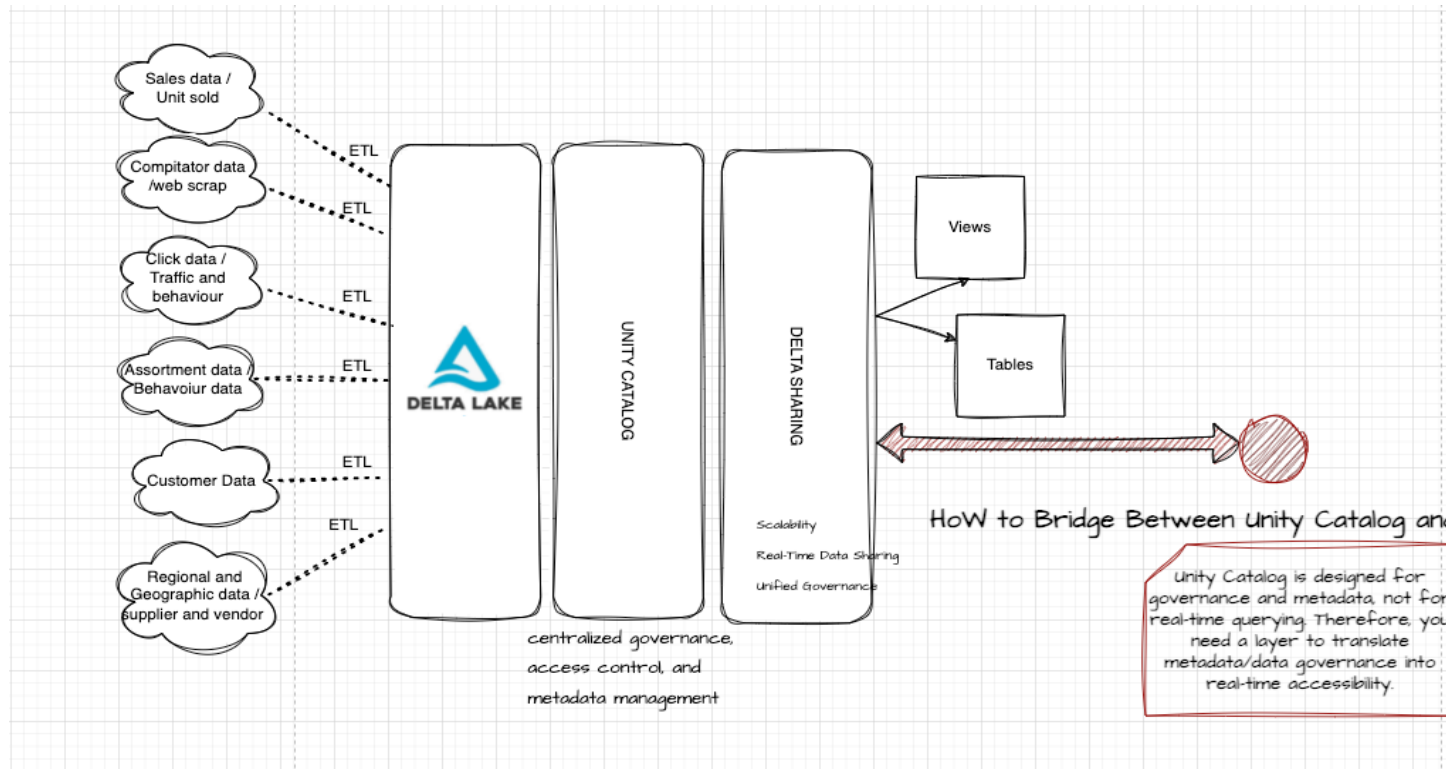 Sales data /
Unit sold
ETL
Compitator data
/web scrap
ETL
Click data /
Traffic and
behaviour
ETL
Assortment data /
Behavoiur data
ETL
Customer Data
ETL
Regional and
Geographic data /
supplier and vendor
ETL
DELTA LAKE
UNITY CATALOG
centralized governance,
access control, and
metadata management
DELTA SHARING
Scalability
Real-Time Data Sharing
Unified Governance
Views
Tables
HoW to Bridge Between Unity Catalog and
Unity Catalog is designed for
governance and metadata, not for
real-time querying. Therefore, you
need a layer to translate
metadata/data governance into
real-time accessibility.